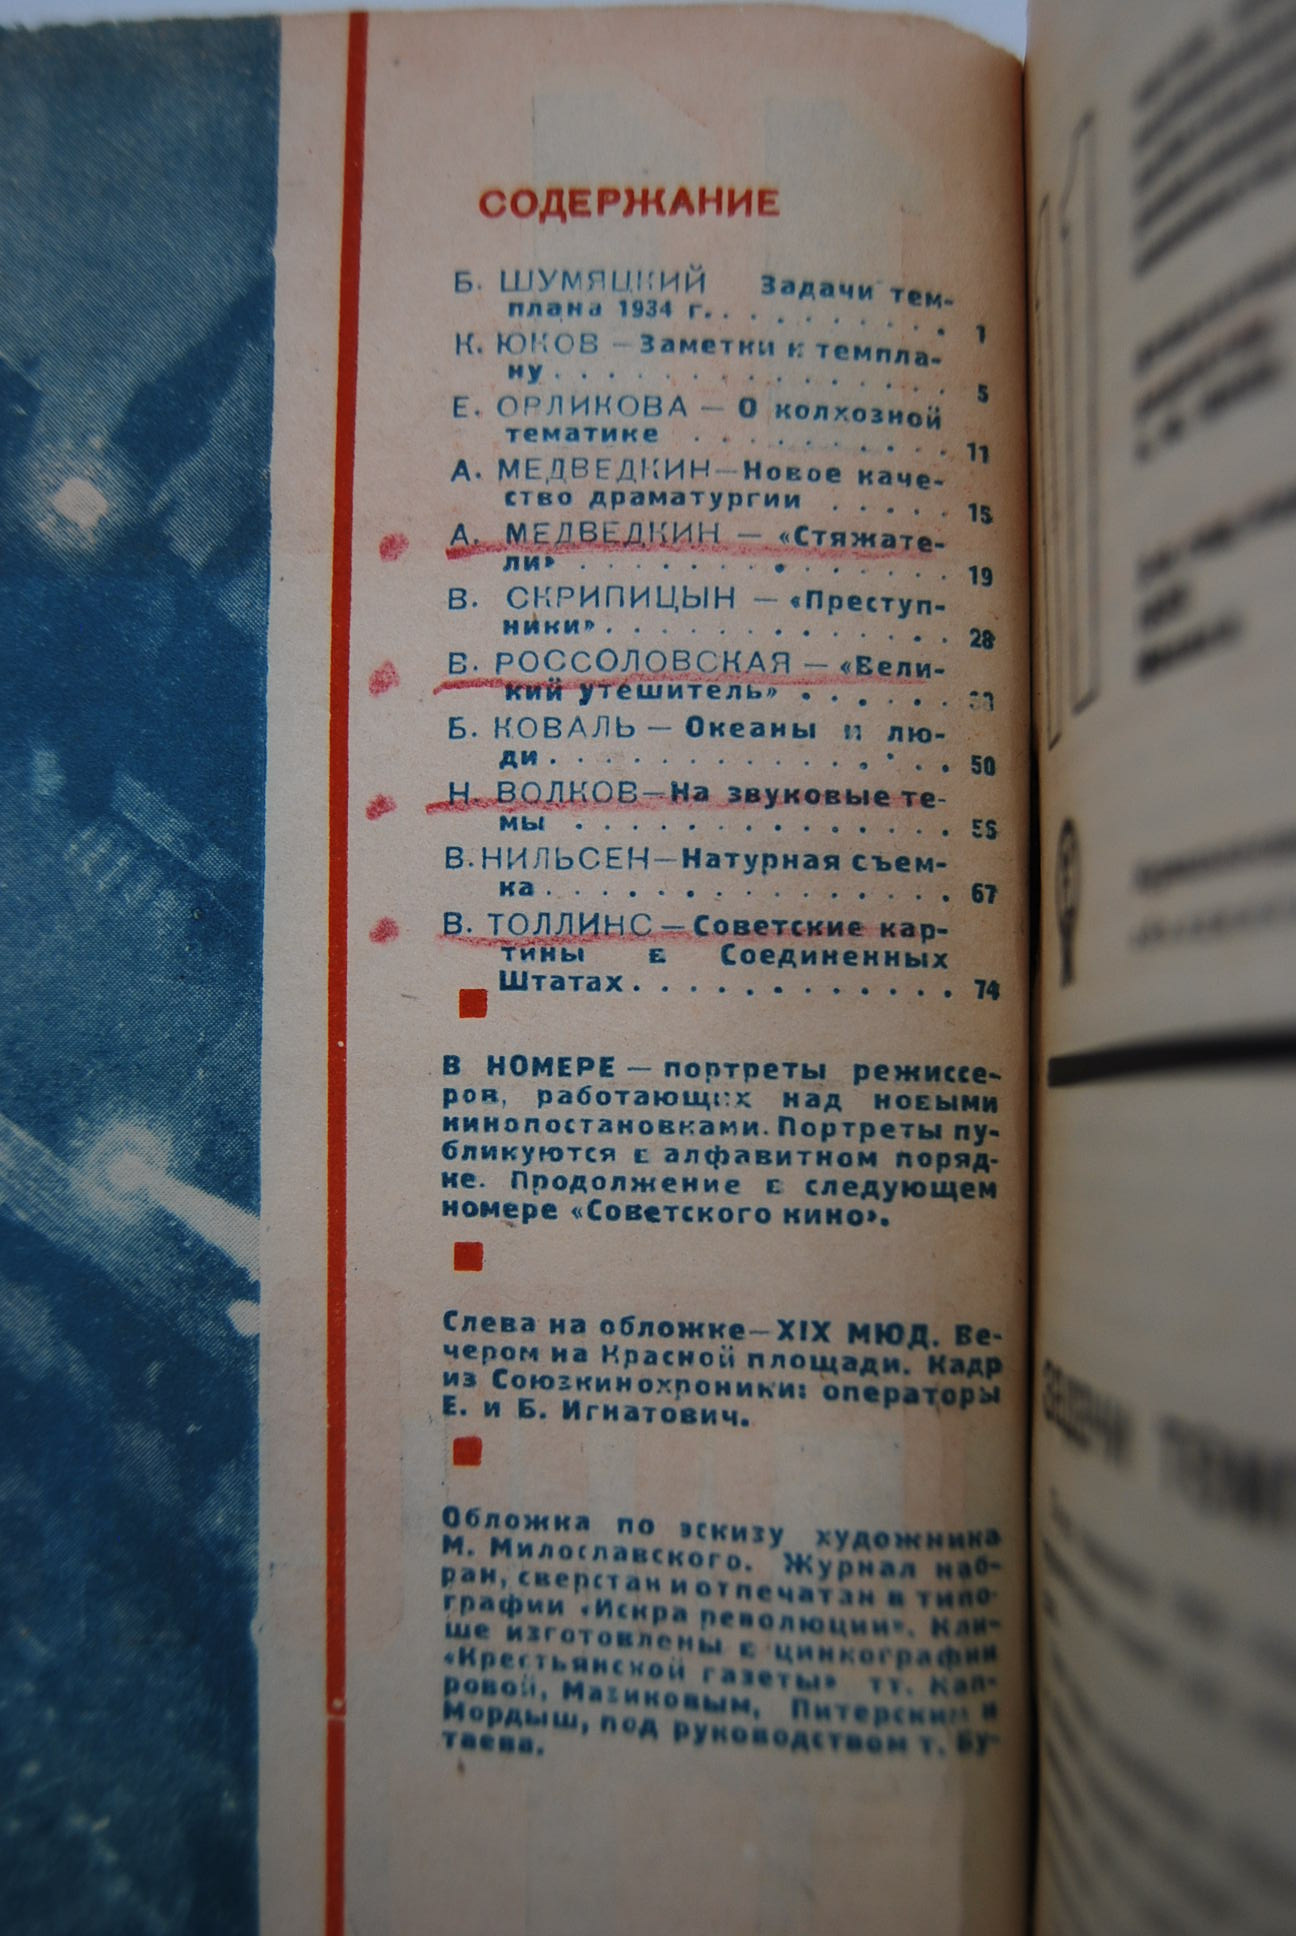 СОДЕРЖАНИЕ
Б. ШУМЯЦКИЙ Задачи тем-
плана 1934 г. . . . . . . . . . 1
К. ЮКОВ — Заметки к темпла-
ну . . . . . . . . . . . . . . . 5
Е. ОРЛИКОВА — О колхозной
тематике . . . . . . . . . . 11
А. МЕДВЕДКИН — Новое каче-
ство драматургии . . . . . 15
А. МЕДВЕДКИН — «Стяжате-
ли» . . . . . . . . . . . . . . 19
В. СКРИПИЦЫН — «Преступ-
ники» . . . . . . . . . . . . . 28
В. РОССОЛОВСКАЯ — «Вели-
кий утешитель» . . . . . .
Б. КОВАЛЬ — Океаны и лю-
ди . . . . . . . . . . . . . . . 50
Н. ВОЛКОВ — На звуковые те-
мы . . . . . . . . . . . . . .
В. НИЛЬСЕН — Натурная съем-
ка . . . . . . . . . . . . . . . 67
В. ТОЛЛИНС — Советские кар-
тины в Соединенных
Штатах . . . . . . . . . . . . 74
В НОМЕРЕ — портреты режиссе-
ров, работающих над новыми
кинопостановками. Портреты пу-
бликуются в алфавитном поряд-
ке. Продолжение в следующем
номере «Советского кино».
Слева на обложке — XIX МЮД. Ве-
чером на Красной площади. Кадр
из Союзкинохроники: операторы
Е. и Б. Игнатович.
Обложка по эскизу художника
М. Милославского. Журнал наб-
ран, сверстан и отпечатан в типо-
графии «Искра революции». Кли-
ше изготовлены в цинкографии
«Крестьянской газеты» тт. Кап-
ровой, Мазиковым, Питерским и
Мордыш, под руководством т. Бу-
таева.